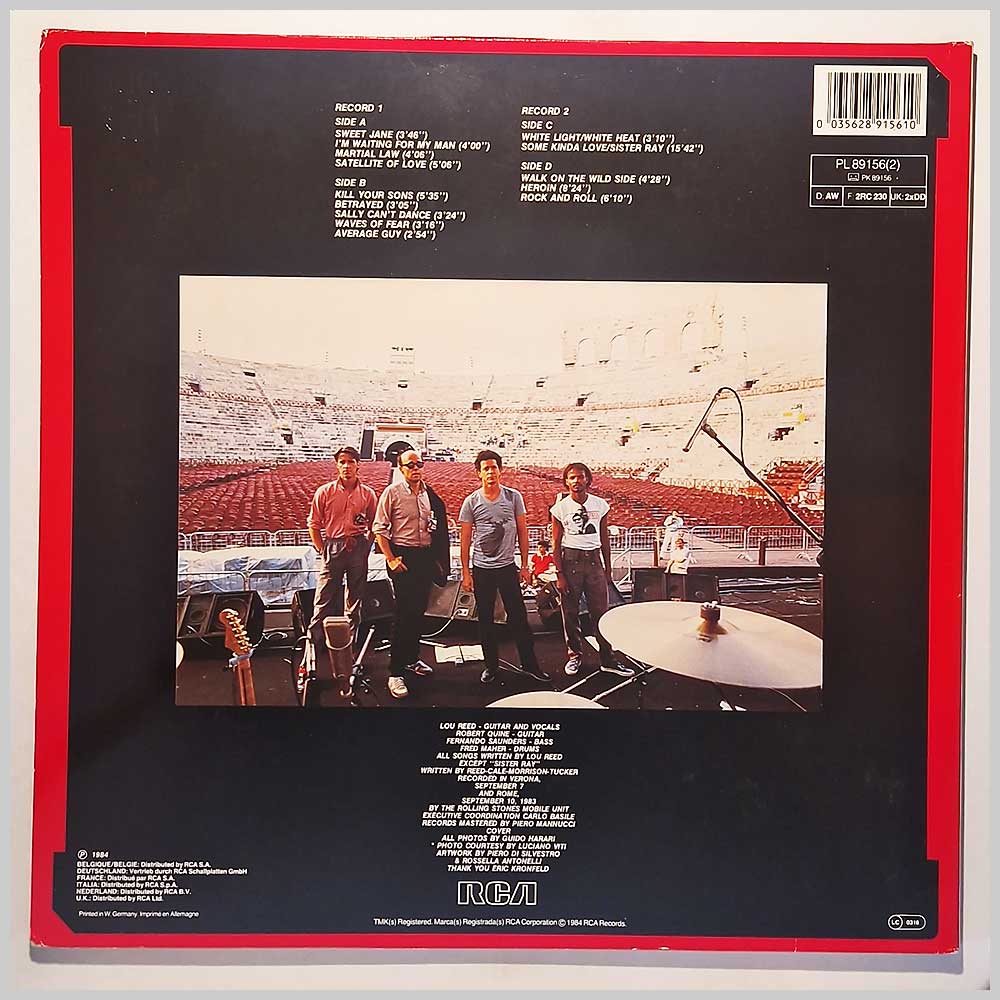 RECORD 1
SIDE A
SWEET JANE (3'46")
I'M WAITING FOR MY MAN (4'00")
MARTIAL LAW (4'06")
SATELLITE OF LOVE (5'06")
SIDE B
KILL YOUR SONS (5'35")
BETRAYED (3'05")
SALLY CAN'T DANCE (3'24")
WAVES OF FEAR (3'16")
AVERAGE GUY (2'54")
RECORD 2
SIDE C
WHITE LIGHT/WHITE HEAT (3'10")
SOME KINDA LOVE/SISTER RAY (15'42")
SIDE D
WALK ON THE WILD SIDE (4'28")
HEROIN (8'24")
ROCK AND ROLL (6'10")
0 035628 915610
PL 89156(2)
PK 89156
D: AW F: 2RC 230 UK: 2xDD
LOU REED - GUITAR AND VOCALS
ROBERT QUINE - GUITAR
FERNANDO SAUNDERS - BASS
FRED MAHER - DRUMS
ALL SONGS WRITTEN BY LOU REED
EXCEPT "SISTER RAY"
WRITTEN BY REED-CALE-MORRISON-TUCKER
RECORDED IN VERONA,
SEPTEMBER 7
AND ROME,
SEPTEMBER 10, 1983
BY THE ROLLING STONES MOBILE UNIT
EXECUTIVE COORDINATION CARLO BASILE
RECORDS MASTERED BY PIERO MANNUCCI
COVER
ALL PHOTOS BY GUIDO HARARI
* PHOTO COURTESY BY LUCIANO VITI
ARTWORK BY PIERO DI SILVESTRO
& ROSSELLA ANTONELLI
THANK YOU ERIC KRONFELD
RCA
℗ 1984
BELGIQUE/BELGIE: Distributed by RCA S.A.
DEUTSCHLAND: Vertrieb durch RCA Schallplatten GmbH
FRANCE: Distribué par RCA S.A.
ITALIA: Distributed by RCA S.p.A.
NEDERLAND: Distributed by RCA B.V.
U.K.: Distributed by RCA Ltd.
Printed in W. Germany Imprimé en Allemagne
TMK(s) Registered. Marca(s) Registrada(s) RCA Corporation © 1984 RCA Records.
LC 0316